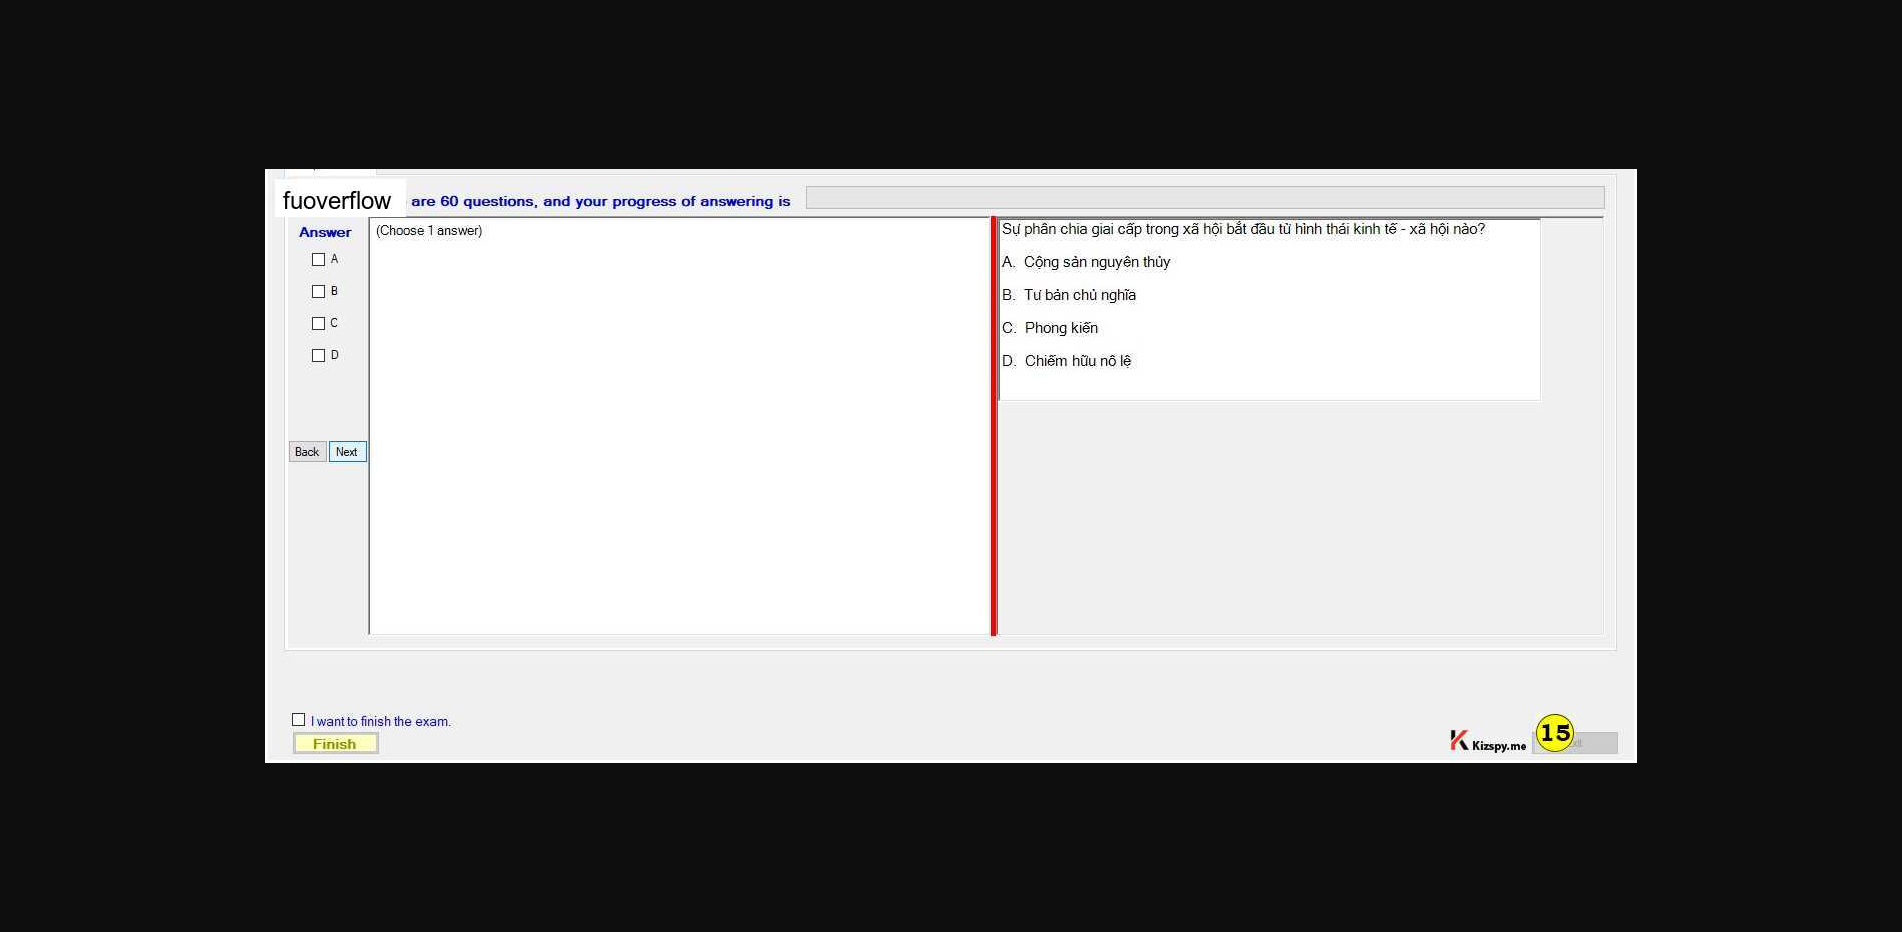 fuoverflow are 60 questions, and your progress of answering is
Answer
A
B
C
D
Back Next
(Choose 1 answer)
Sự phân chia giai cấp trong xã hội bắt đầu từ hình thái kinh tế - xã hội nào?
A. Cộng sản nguyên thủy
B. Tư bản chủ nghĩa
C. Phong kiến
D. Chiếm hữu nô lệ
I want to finish the exam.
Finish
Kizspy.me
15